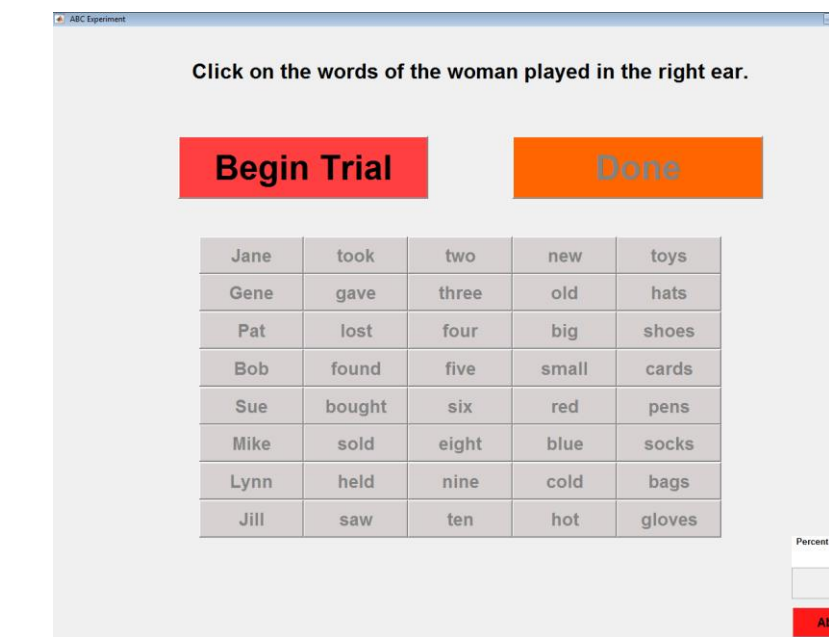 ABC Experiment
Click on the words of the woman played in the right ear.
Begin Trial Done
Jane took two new toys
Gene gave three old hats
Pat lost four big shoes
Bob found five small cards
Sue bought six red pens
Mike sold eight blue socks
Lynn held nine cold bags
Jill saw ten hot gloves
Percent